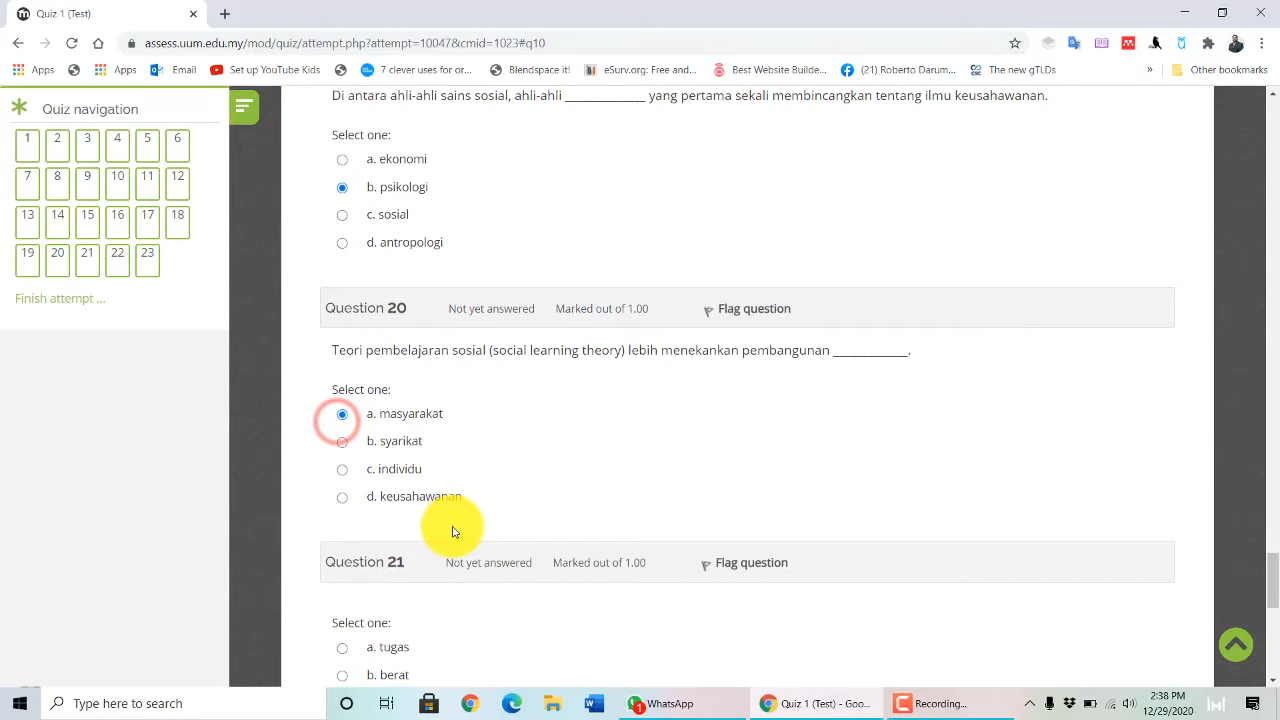 Quiz 1 (Test)
assess.uum.edu.my/mod/quiz/attempt.php?attempt=10047&cmid=1023#q10
Apps
Apps
Email
Set up YouTube Kids
7 clever uses for or...
Blendspace it!
eSurv.org: Free and...
Best Website Builde...
(21) Roberto Dearum...
The new gTLDs
»
Other bookmarks
Quiz navigation
1 2 3 4 5 6
7 8 9 10 11 12
13 14 15 16 17 18
19 20 21 22 23
Finish attempt ...
Di antara ahli-ahli sains sosial, ahli-ahli ____________ yang pertama sekali membincangkan tentang ilmu keusahawanan.
Select one:
a. ekonomi
b. psikologi
c. sosial
d. antropologi
Question 20 Not yet answered Marked out of 1.00 Flag question
Teori pembelajaran sosial (social learning theory) lebih menekankan pembangunan ___________.
Select one:
a. masyarakat
b. syarikat
c. individu
d. keusahawanan
Question 21 Not yet answered Marked out of 1.00 Flag question
Select one:
a. tugas
b. berat
Type here to search
1
WhatsApp
Quiz 1 (Test) - Goo...
Recording...
2:38 PM
12/29/2020